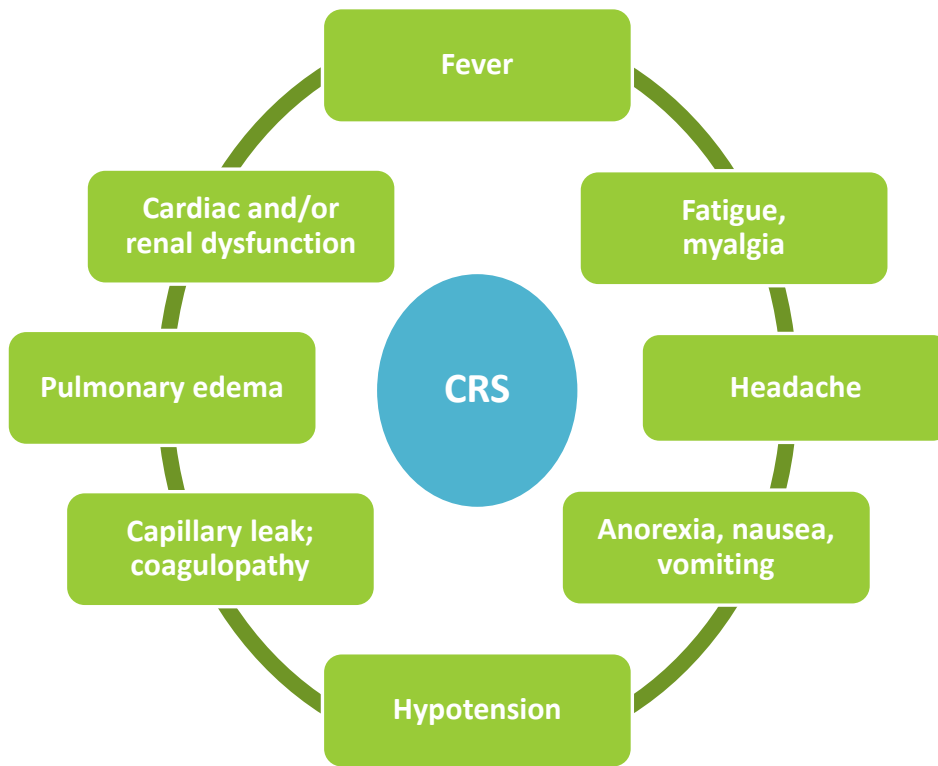 Fever
Fatigue,
myalgia
Headache
Anorexia, nausea,
vomiting
Hypotension
Capillary leak;
coagulopathy
Pulmonary edema
Cardiac and/or
renal dysfunction
CRS